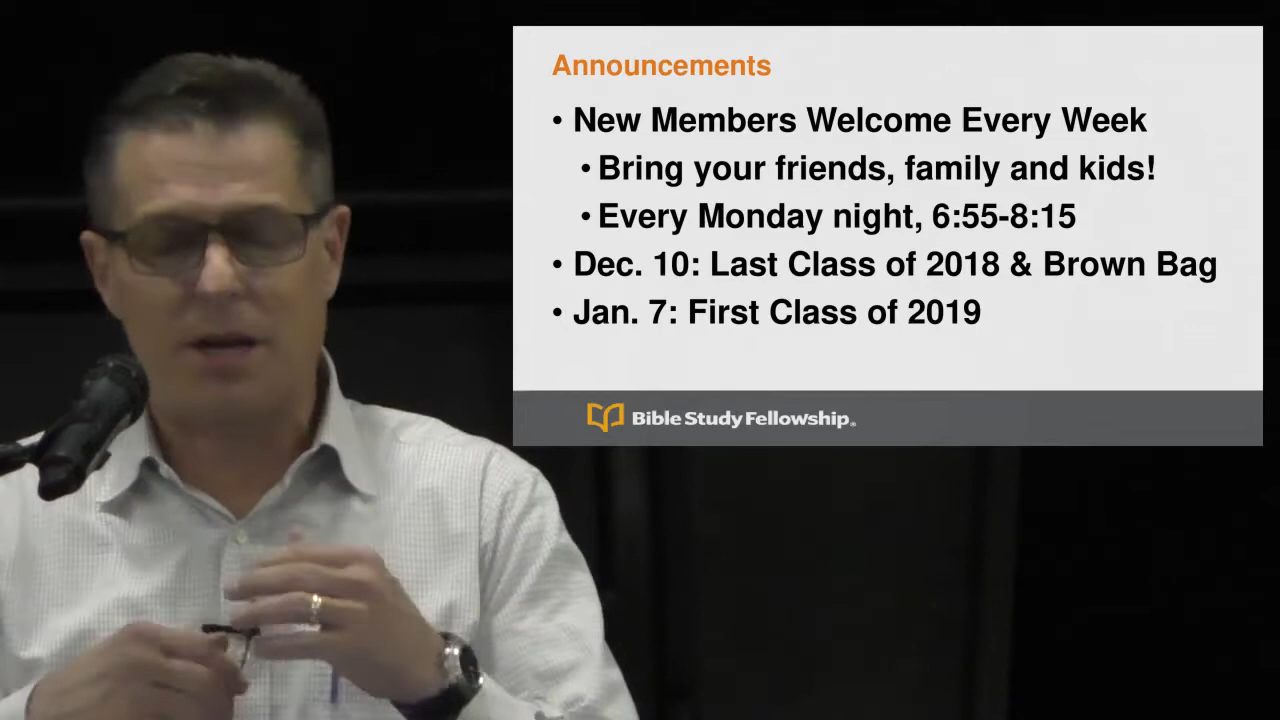 Announcements
• New Members Welcome Every Week
• Bring your friends, family and kids!
• Every Monday night, 6:55-8:15
• Dec. 10: Last Class of 2018 & Brown Bag
• Jan. 7: First Class of 2019
Bible Study Fellowship®